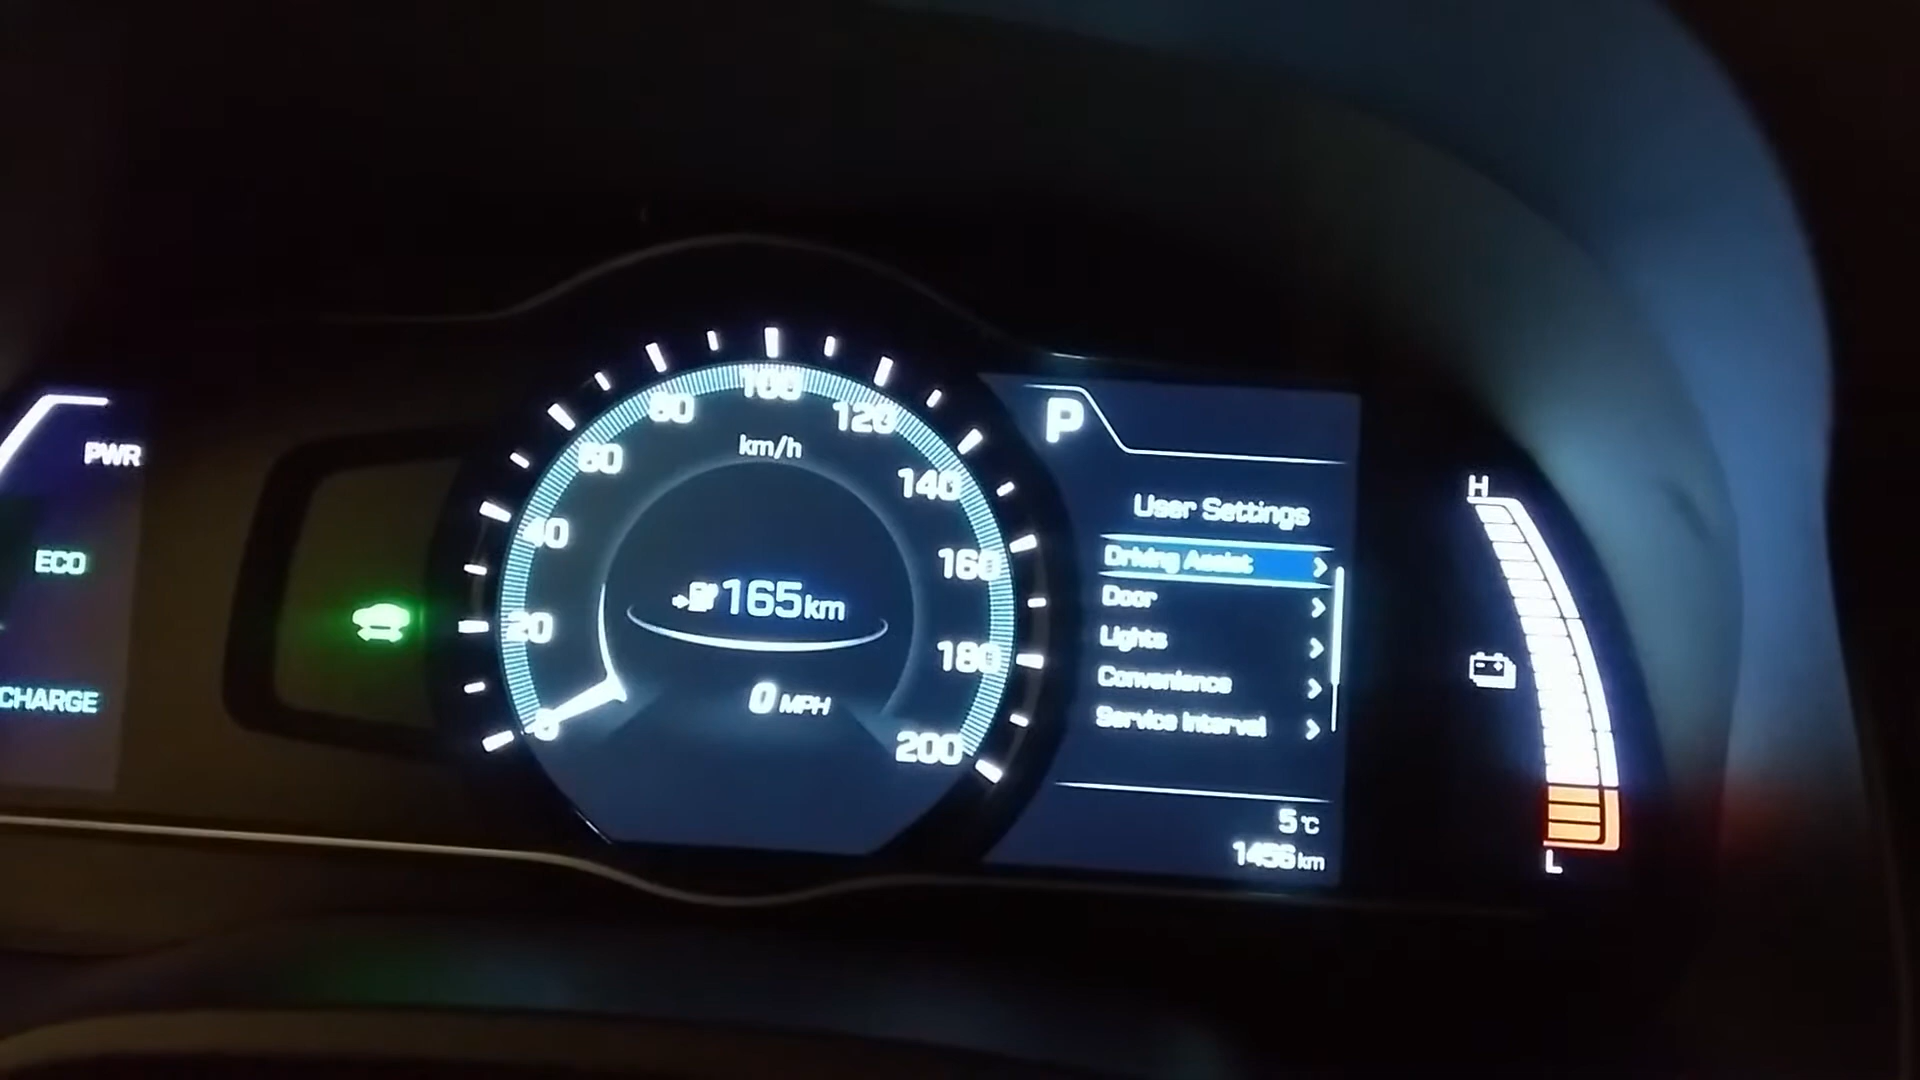 PWR
ECO
CHARGE
0
20
40
60
80
100
120
140
160
180
200
km/h
165km
0 MPH
P
User Settings
Driving Assist
Door
Lights
Convenience
Service Interval
5°C
1456km
H
L